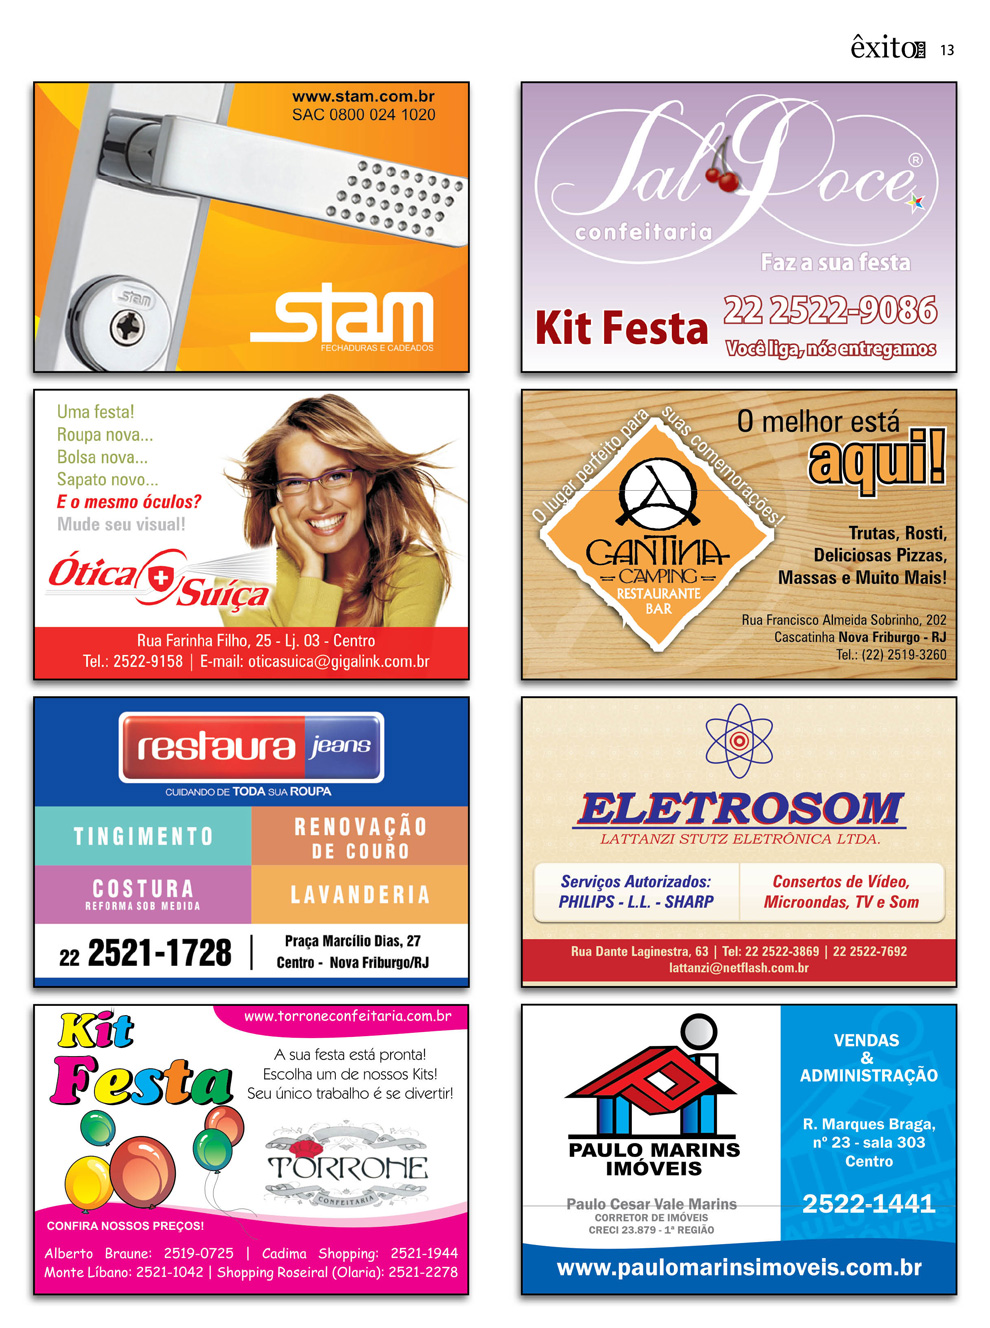 êxito RIO 13
www.stam.com.br
SAC 0800 024 1020
stam
stam
FECHADURAS E CADEADOS
Sal Doce ®
confeitaria
Faz a sua festa
Kit Festa
22 2522-9086
Você liga, nós entregamos
Uma festa!
Roupa nova...
Bolsa nova...
Sapato novo...
E o mesmo óculos?
Mude seu visual!
Ótica Suíça
Rua Farinha Filho, 25 - Lj. 03 - Centro
Tel.: 2522-9158 | E-mail: oticasuica@gigalink.com.br
O lugar perfeito para suas comemorações!
CANTINA
CAMPING
RESTAURANTE
BAR
O melhor está
aqui!
Trutas, Rosti,
Deliciosas Pizzas,
Massas e Muito Mais!
Rua Francisco Almeida Sobrinho, 202
Cascatinha Nova Friburgo - RJ
Tel.: (22) 2519-3260
restaura jeans
CUIDANDO DE TODA SUA ROUPA
TINGIMENTO
RENOVAÇÃO
DE COURO
COSTURA
REFORMA SOB MEDIDA
LAVANDERIA
22 2521-1728
Praça Marcílio Dias, 27
Centro - Nova Friburgo/RJ
ELETROSOM
LATTANZI STUTZ ELETRÔNICA LTDA.
Serviços Autorizados:
PHILIPS - L.L. - SHARP
Consertos de Vídeo,
Microondas, TV e Som
Rua Dante Laginestra, 63 | Tel: 22 2522-3869 | 22 2522-7692
lattanzi@netflash.com.br
Kit
Festa
www.torroneconfeitaria.com.br
A sua festa está pronta!
Escolha um de nossos Kits!
Seu único trabalho é se divertir!
TORRONE
CONFEITARIA
CONFIRA NOSSOS PREÇOS!
Alberto Braune: 2519-0725 | Cadima Shopping: 2521-1944
Monte Líbano: 2521-1042 | Shopping Roseiral (Olaria): 2521-2278
PAULO MARINS
IMÓVEIS
Paulo Cesar Vale Marins
CORRETOR DE IMÓVEIS
CRECI 23.879 - 1ª REGIÃO
VENDAS
&
ADMINISTRAÇÃO
R. Marques Braga,
nº 23 - sala 303
Centro
2522-1441
www.paulomarinsimoveis.com.br